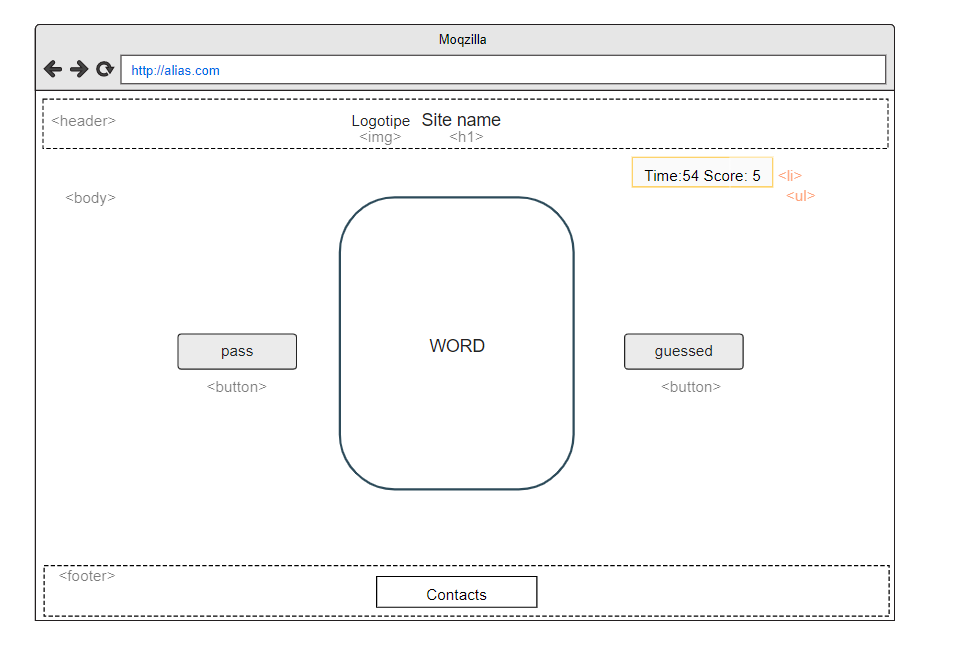 Moqzilla
http://alias.com
<header>
Logotipe Site name
<img> <h1>
Time:54 Score: 5 <li>
<ul>
<body>
WORD
pass
guessed
<button>
<button>
<footer>
Contacts